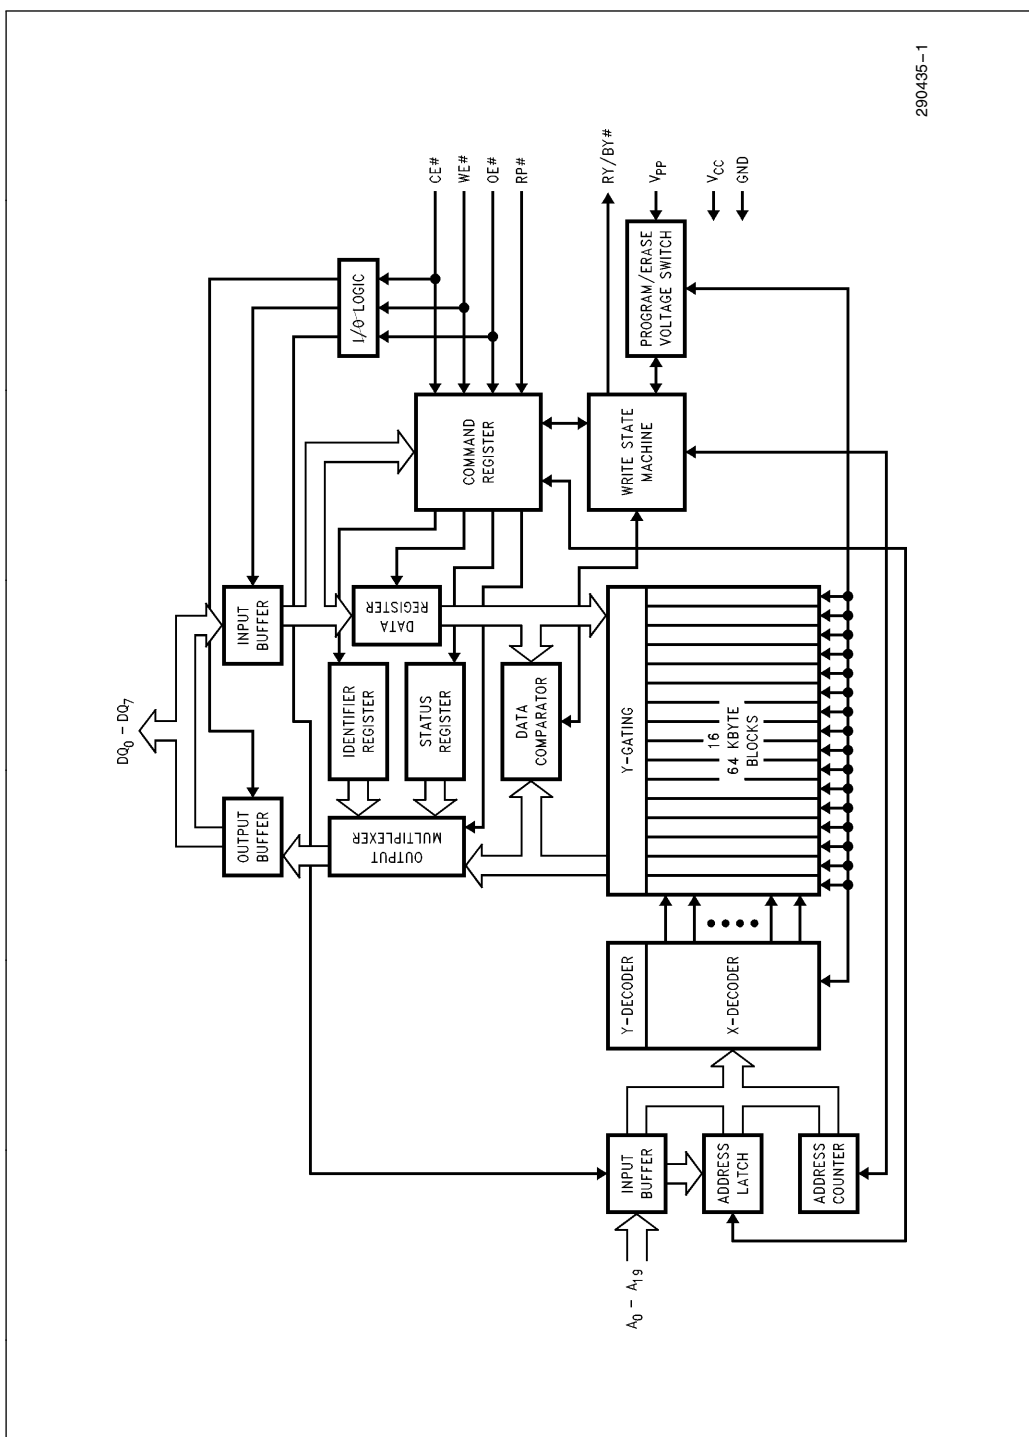 DQ0 – DQ7
OUTPUT
BUFFER
INPUT
BUFFER
I/O LOGIC
CE#
WE#
OE#
RP#
IDENTIFIER
REGISTER
STATUS
REGISTER
DATA
REGISTER
COMMAND
REGISTER
OUTPUT
MULTIPLEXER
DATA
COMPARATOR
WRITE STATE
MACHINE
RY/BY#
PROGRAM/ERASE
VOLTAGE SWITCH
VPP
VCC
GND
A0 – A19
INPUT
BUFFER
ADDRESS
LATCH
ADDRESS
COUNTER
Y-DECODER
X-DECODER
Y-GATING
16
64 KBYTE
BLOCKS
290435–1